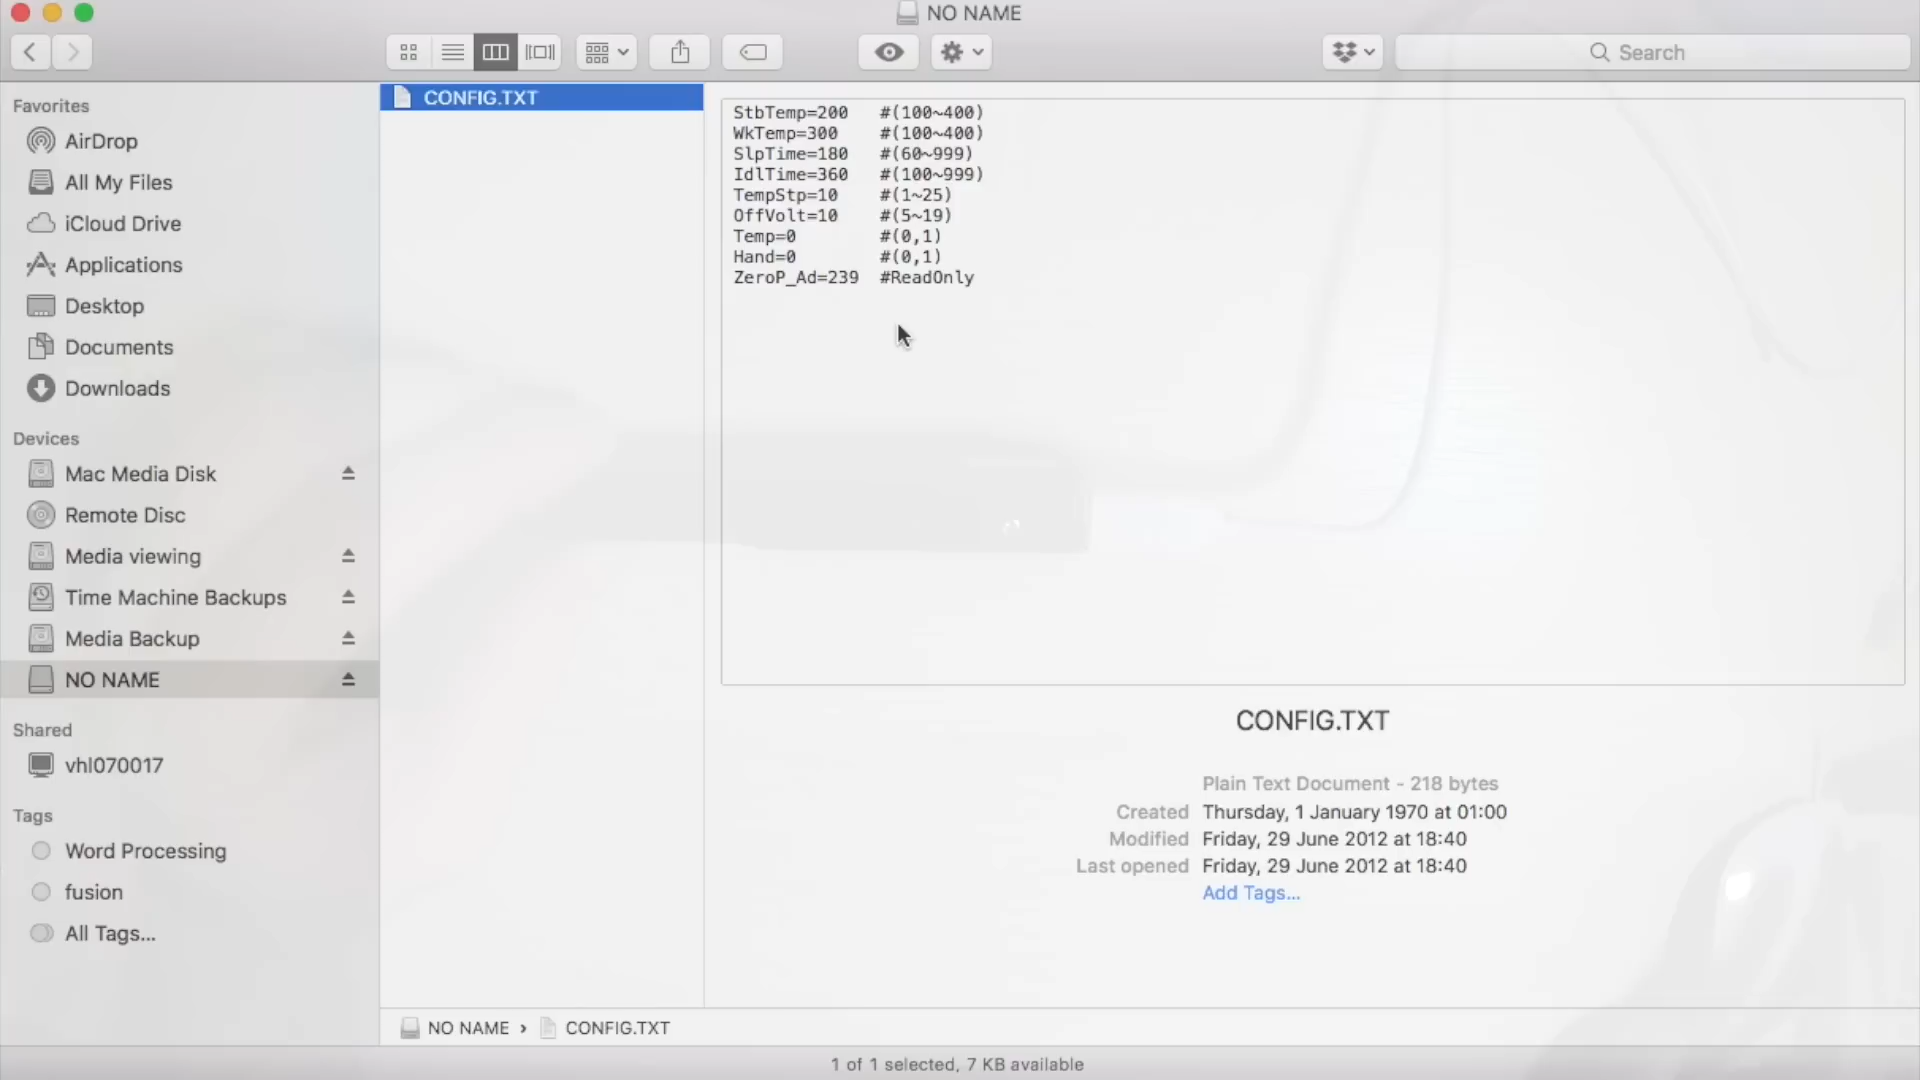 NO NAME
Search
Favorites
AirDrop
All My Files
iCloud Drive
Applications
Desktop
Documents
Downloads
Devices
Mac Media Disk
Remote Disc
Media viewing
Time Machine Backups
Media Backup
NO NAME
Shared
vhl070017
Tags
Word Processing
fusion
All Tags...
CONFIG.TXT
StbTemp=200 #(100~400)
WkTemp=300 #(100~400)
SlpTime=180 #(60~999)
IdlTime=360 #(100~999)
TempStp=10 #(1~25)
OffVolt=10 #(5~19)
Temp=0 #(0,1)
Hand=0 #(0,1)
ZeroP_Ad=239 #ReadOnly
CONFIG.TXT
Plain Text Document - 218 bytes
Created Thursday, 1 January 1970 at 01:00
Modified Friday, 29 June 2012 at 18:40
Last opened Friday, 29 June 2012 at 18:40
Add Tags...
NO NAME › CONFIG.TXT
1 of 1 selected, 7 KB available